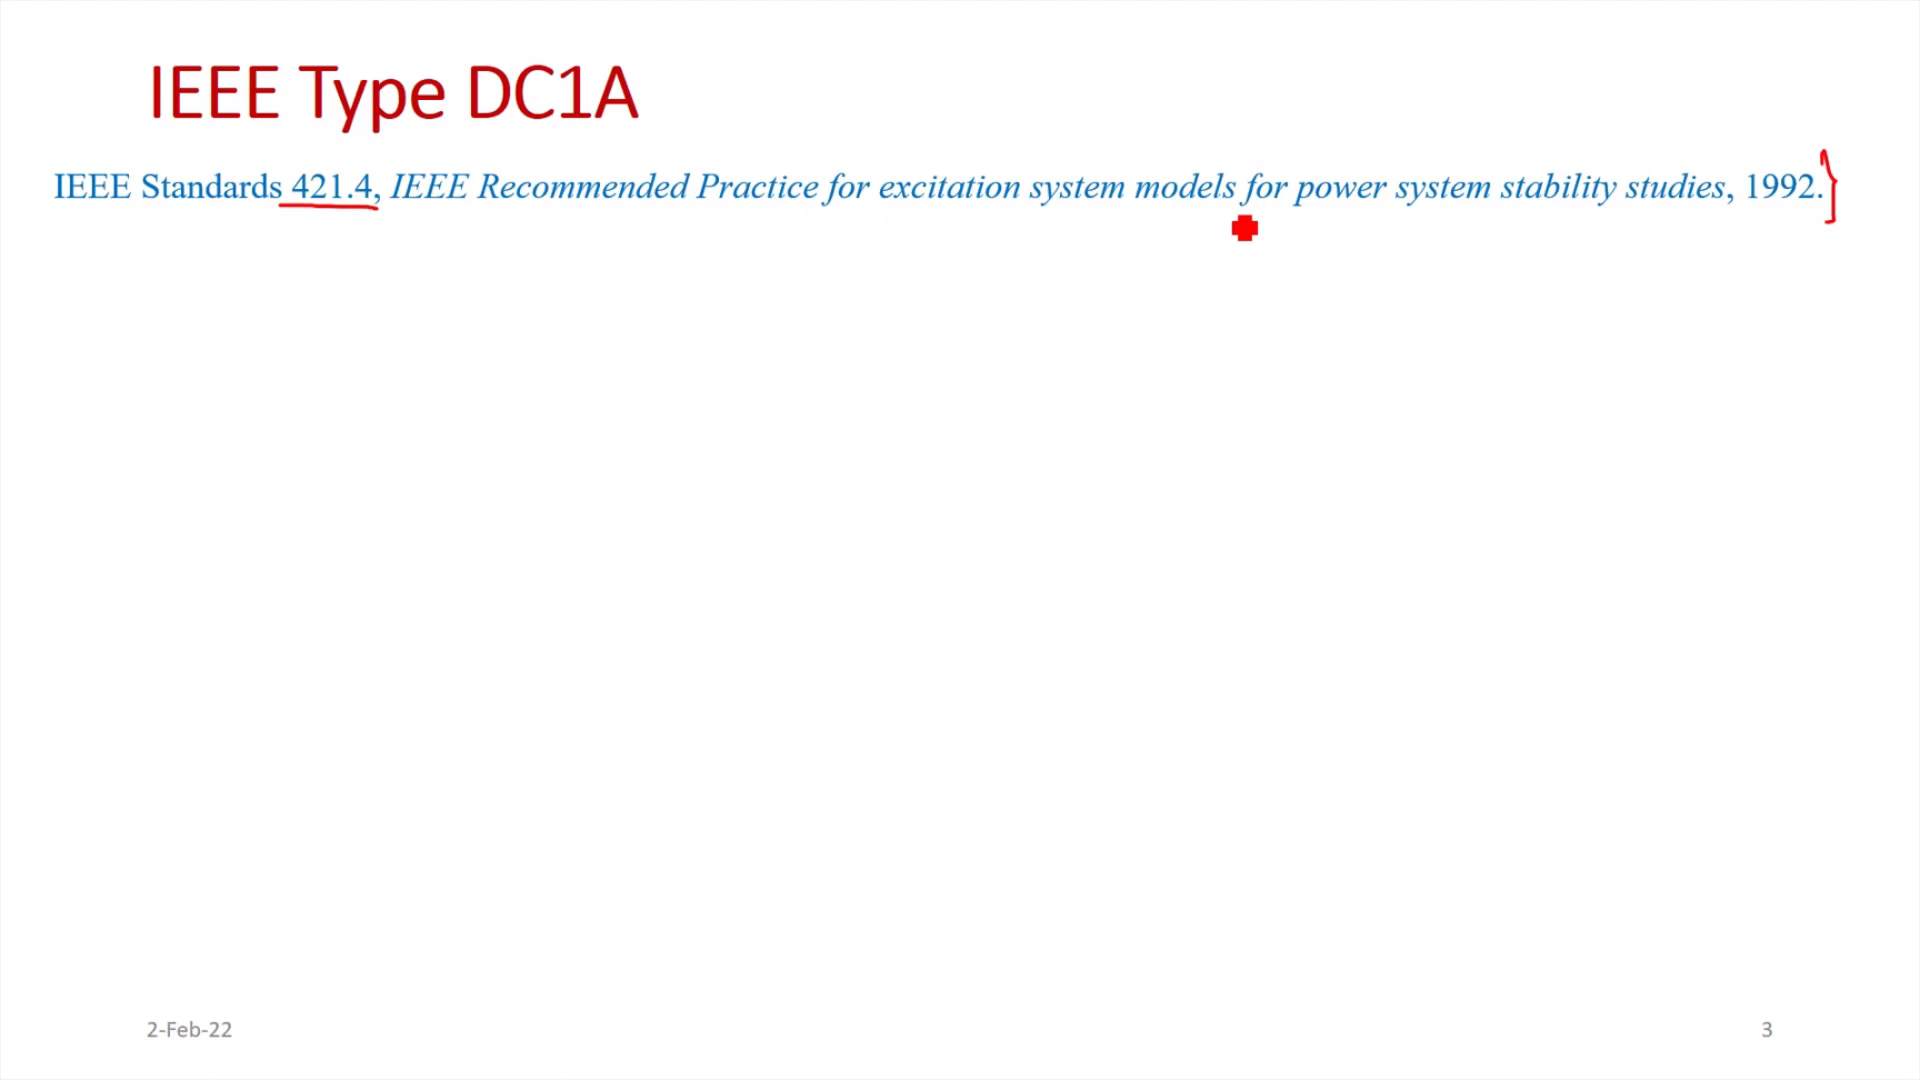 IEEE Type DC1A
IEEE Standards 421.4, IEEE Recommended Practice for excitation system models for power system stability studies, 1992.
2-Feb-22
3